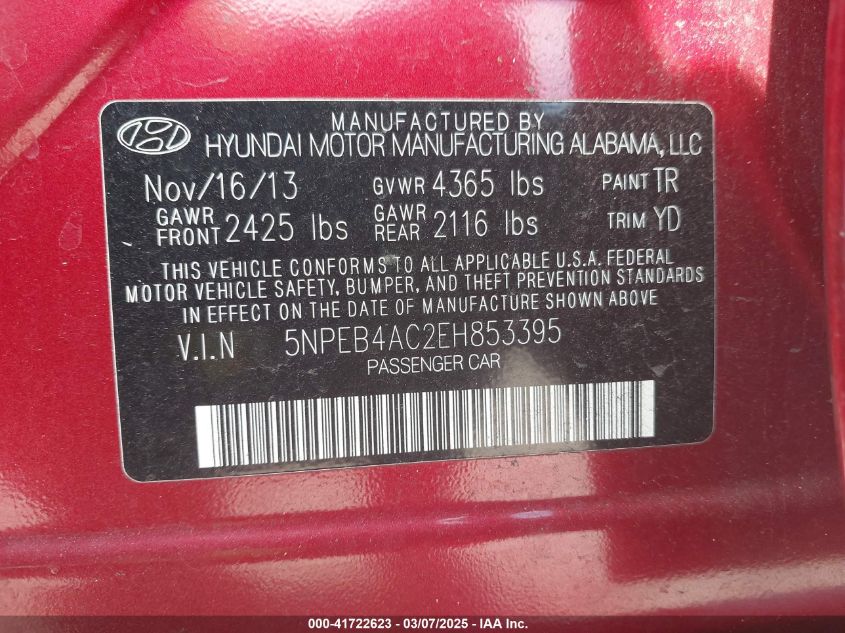 MANUFACTURED BY
HYUNDAI MOTOR MANUFACTURING ALABAMA, LLC
Nov/16/13 GVWR 4365 lbs PAINT TR
GAWR FRONT 2425 lbs GAWR REAR 2116 lbs TRIM YD
THIS VEHICLE CONFORMS TO ALL APPLICABLE U.S.A. FEDERAL
MOTOR VEHICLE SAFETY, BUMPER, AND THEFT PREVENTION STANDARDS
IN EFFECT ON THE DATE OF MANUFACTURE SHOWN ABOVE
V.I.N 5NPEB4AC2EH853395
PASSENGER CAR
000-41722623 - 03/07/2025 - IAA Inc.